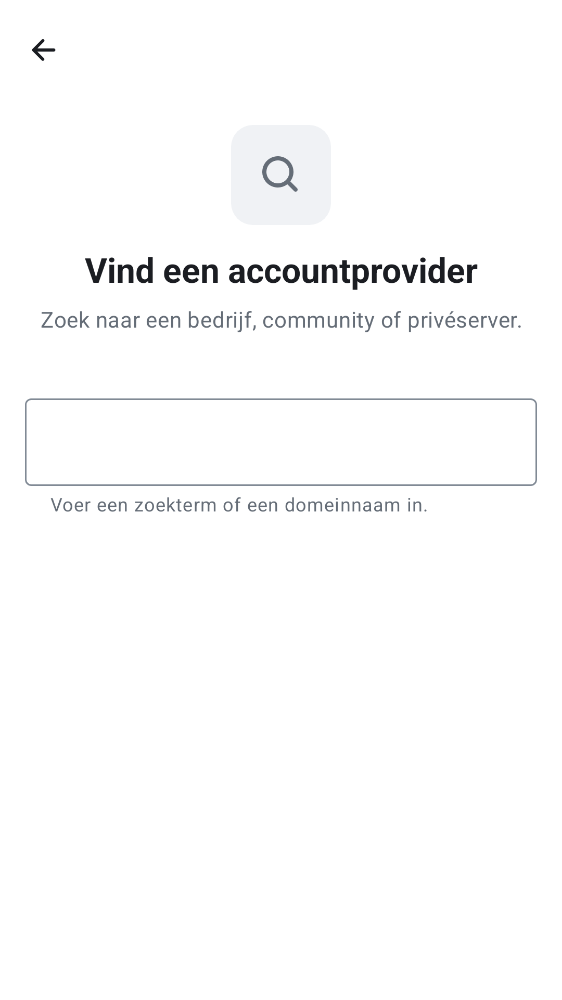 Vind een accountprovider
Zoek naar een bedrijf, community of privéserver.
Voer een zoekterm of een domeinnaam in.